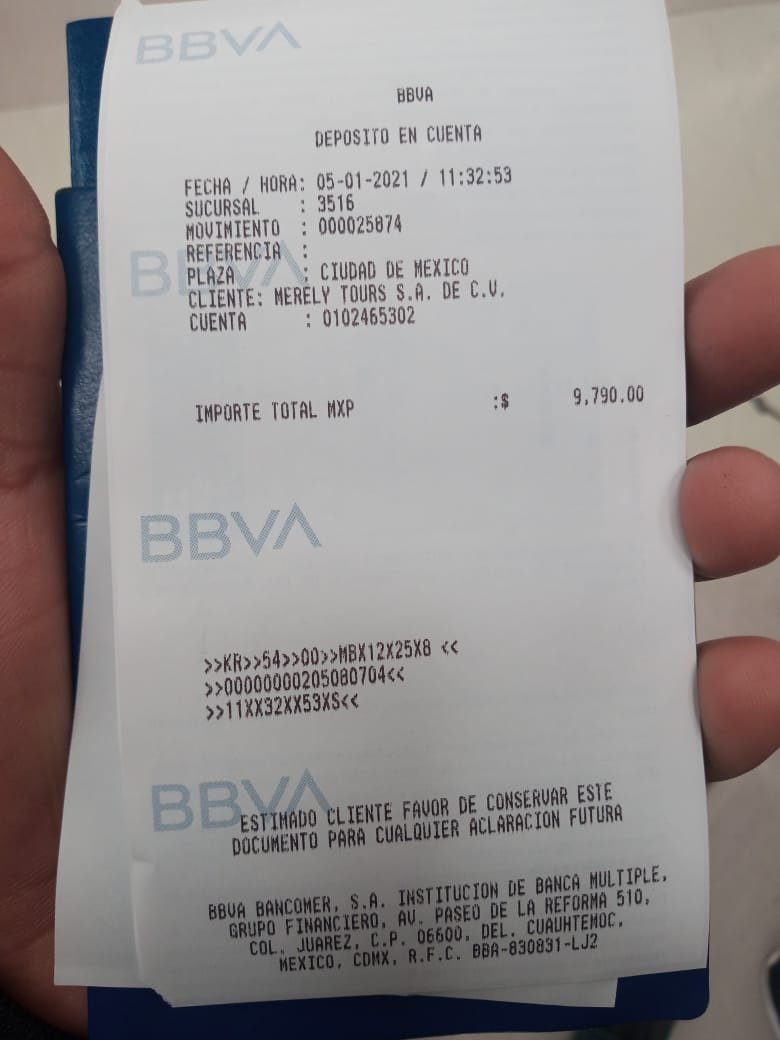 BBVA
BBVA
DEPOSITO EN CUENTA
FECHA / HORA: 05-01-2021 / 11:32:53
SUCURSAL : 3516
MOVIMIENTO : 000025874
REFERENCIA :
BBVA
PLAZA : CIUDAD DE MEXICO
CLIENTE: MERELY TOURS S.A. DE C.V.
CUENTA : 0102465302
IMPORTE TOTAL MXP :$ 9,790.00
BBVA
>>KR>>64>>00>>MBX12X25X8 <<
>>00000000205080704<<
>>11XX32XX53XS<<
BBVA
ESTIMADO CLIENTE FAVOR DE CONSERVAR ESTE
DOCUMENTO PARA CUALQUIER ACLARACION FUTURA
BBVA BANCOMER, S.A. INSTITUCION DE BANCA MULTIPLE,
GRUPO FINANCIERO, AV. PASEO DE LA REFORMA 510,
COL. JUAREZ, C.P. 06600, DEL. CUAUHTEMOC,
MEXICO, CDMX, R.F.C. BBA-830831-LJ2